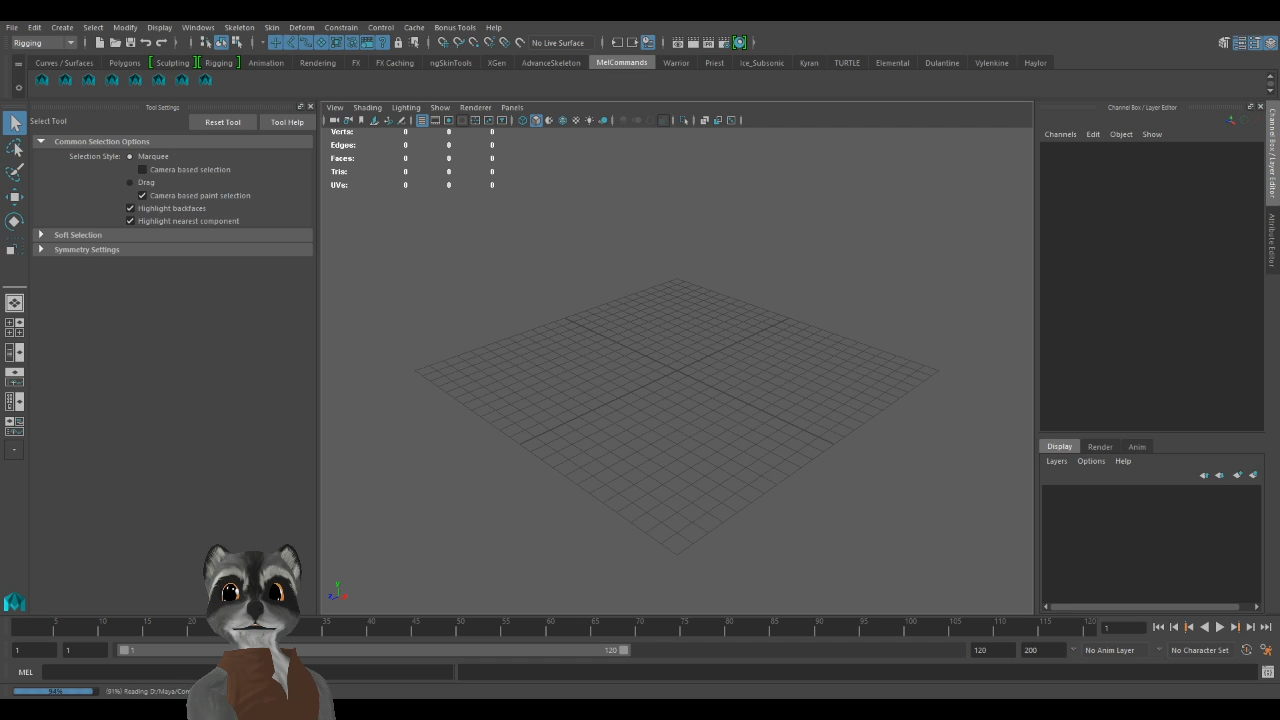 File Edit Create Select Modify Display Windows Skeleton Skin Deform Constrain Control Cache Bonus Tools Help
Rigging No Live Surface
Curves / Surfaces Polygons Sculpting Rigging Animation Rendering FX FX Caching ngSkinTools XGen AdvanceSkeleton MelCommands Warrior Priest Ice_Subsonic Kyran TURTLE Elemental Dulantine Vylenkine Haylor
Tool Settings
Select Tool Reset Tool Tool Help
Common Selection Options
Selection Style: Marquee
Camera based selection
Drag
Camera based paint selection
Highlight backfaces
Highlight nearest component
Soft Selection
Symmetry Settings
View Shading Lighting Show Renderer Panels
Verts: 0 0 0
Edges: 0 0 0
Faces: 0 0 0
Tris: 0 0 0
UVs: 0 0 0
y
z x
Channel Box / Layer Editor
Channels Edit Object Show
Channel Box / Layer Editor
Attribute Editor
Display Render Anim
Layers Options Help
5 10 15 20 35 40 45 50 55 60 65 70 75 80 85 90 95 100 105 110 115 120 1
1 1 1 120 120 200 No Anim Layer No Character Set
MEL
94% (91%) Reading D:/Maya/Com